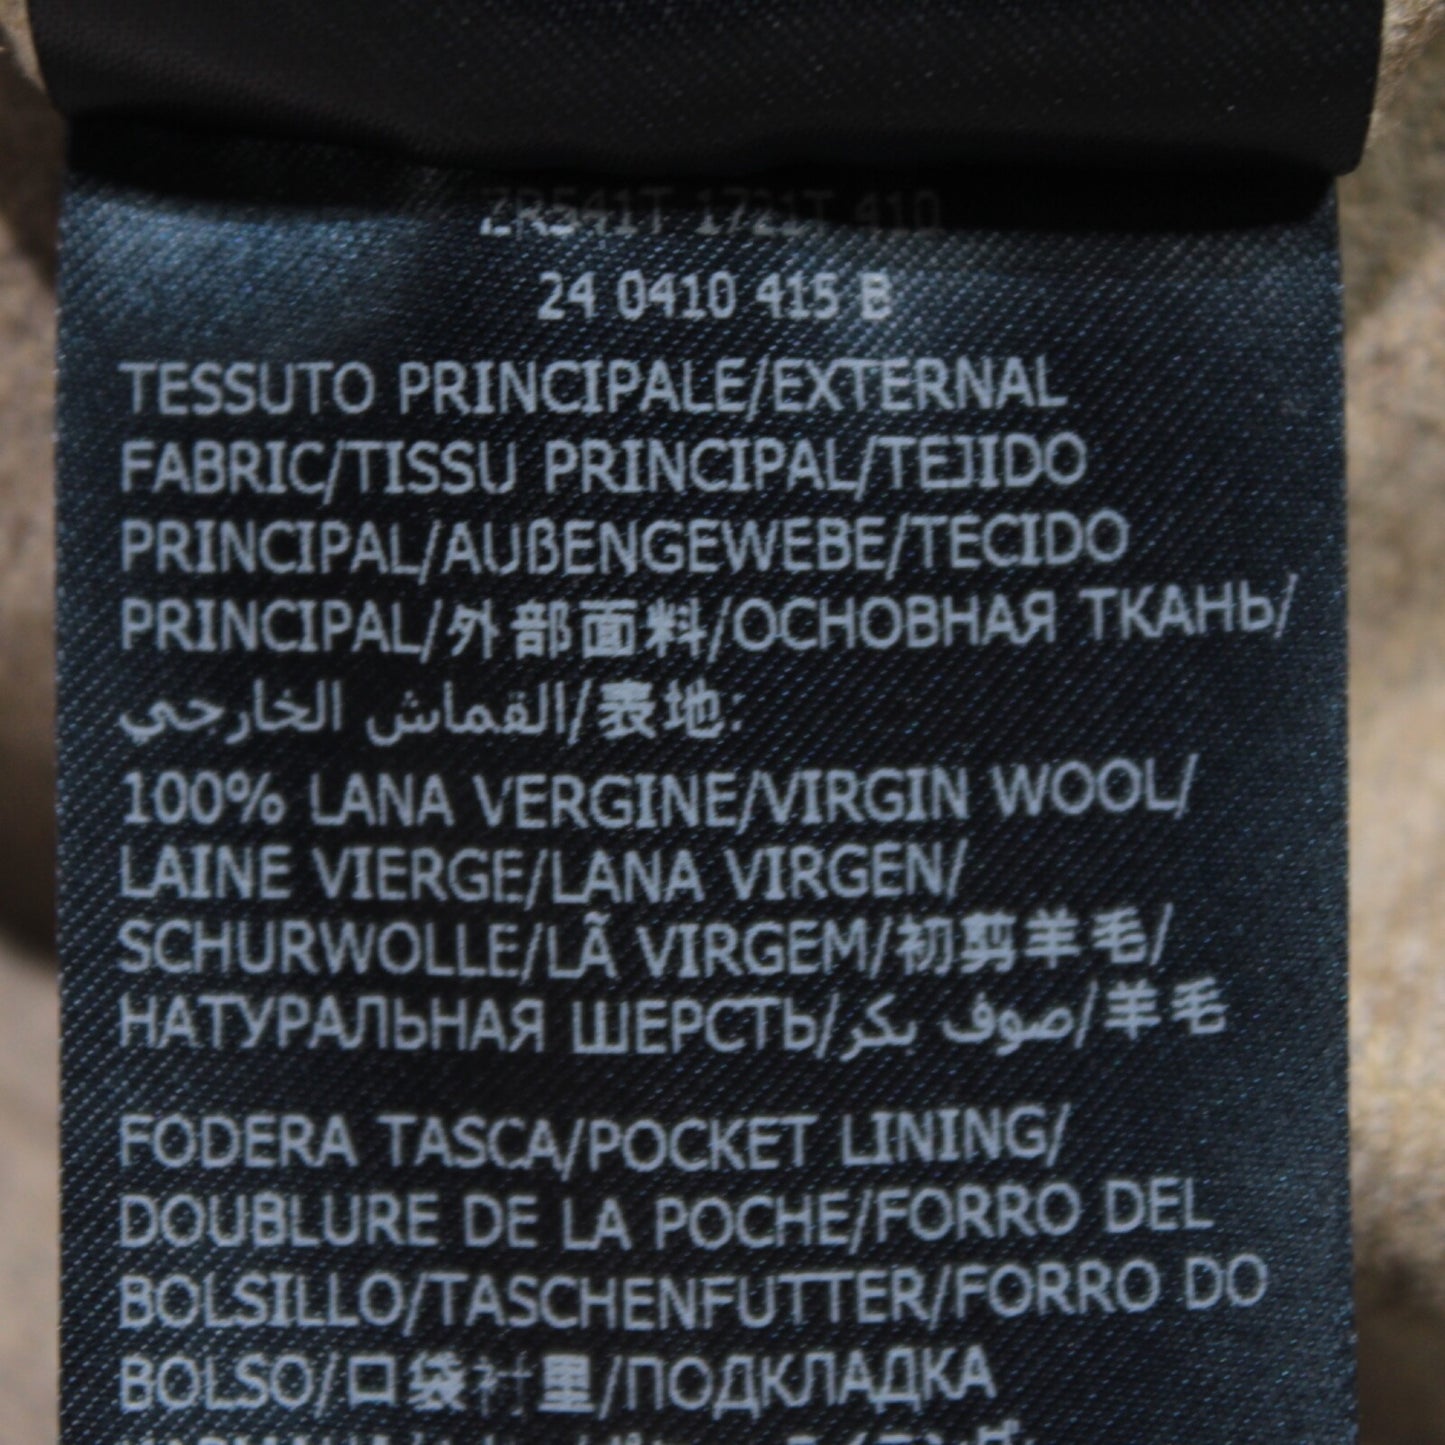 ZR541T 1721T 410
24 0410 415 B
TESSUTO PRINCIPALE/EXTERNAL
FABRIC/TISSU PRINCIPAL/TEJIDO
PRINCIPAL/AUßENGEWEBE/TECIDO
PRINCIPAL/外部面料/ОСНОВНАЯ ТКАНЬ/
القماش الخارجي/表地:
100% LANA VERGINE/VIRGIN WOOL/
LAINE VIERGE/LANA VIRGEN/
SCHURWOLLE/LÃ VIRGEM/初剪羊毛/
НАТУРАЛЬНАЯ ШЕРСТЬ/صوف بكر/羊毛
FODERA TASCA/POCKET LINING/
DOUBLURE DE LA POCHE/FORRO DEL
BOLSILLO/TASCHENFUTTER/FORRO DO
BOLSO/口袋衬里/ПОДКЛАДКА